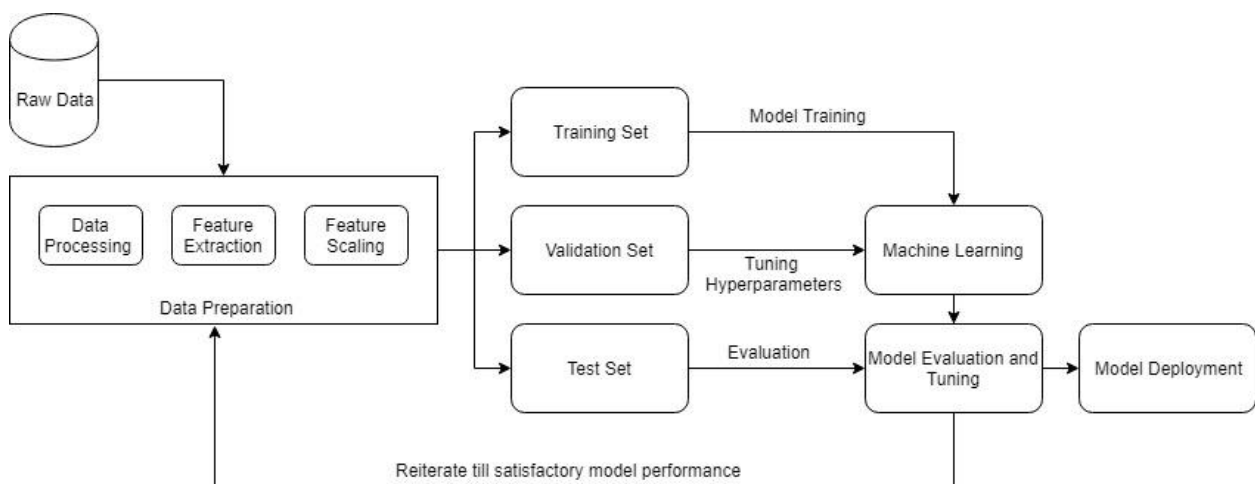 Raw Data
Data
Processing
Feature
Extraction
Feature
Scaling
Data Preparation
Training Set
Model Training
Validation Set
Tuning
Hyperparameters
Machine Learning
Test Set
Evaluation
Model Evaluation and
Tuning
Model Deployment
Reiterate till satisfactory model performance